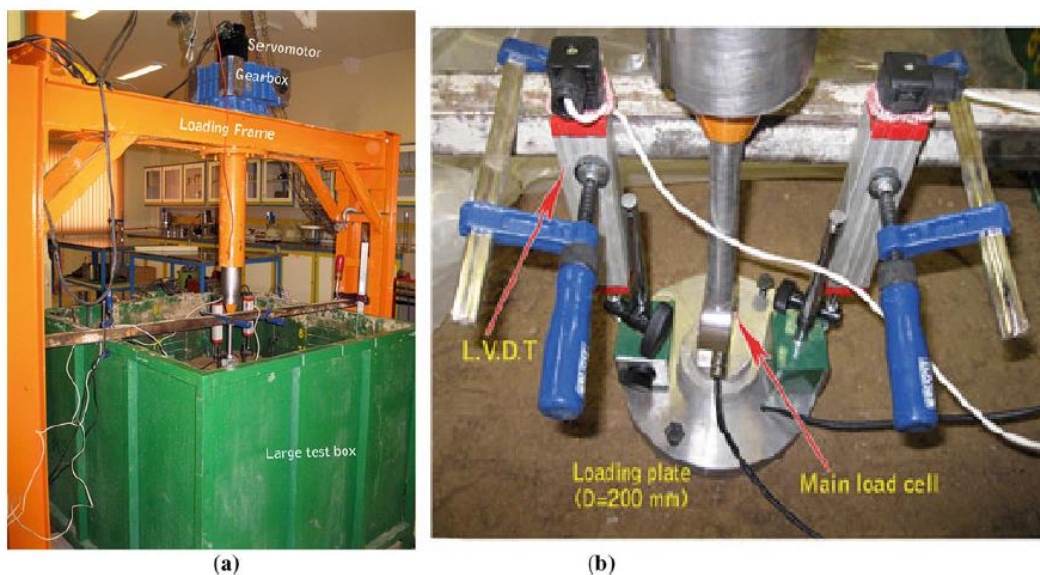 Servomotor
Gearbox
Loading Frame
Large test box
(a)
L.V.D.T
Loading plate
(D=200 mm)
Main load cell
(b)